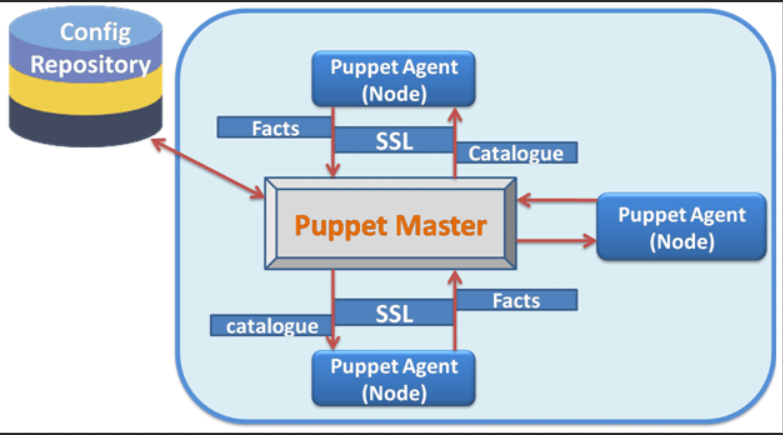 Config
Repository
Puppet Agent
(Node)
Facts
SSL
Catalogue
Puppet Master
Puppet Agent
(Node)
Facts
SSL
catalogue
Puppet Agent
(Node)